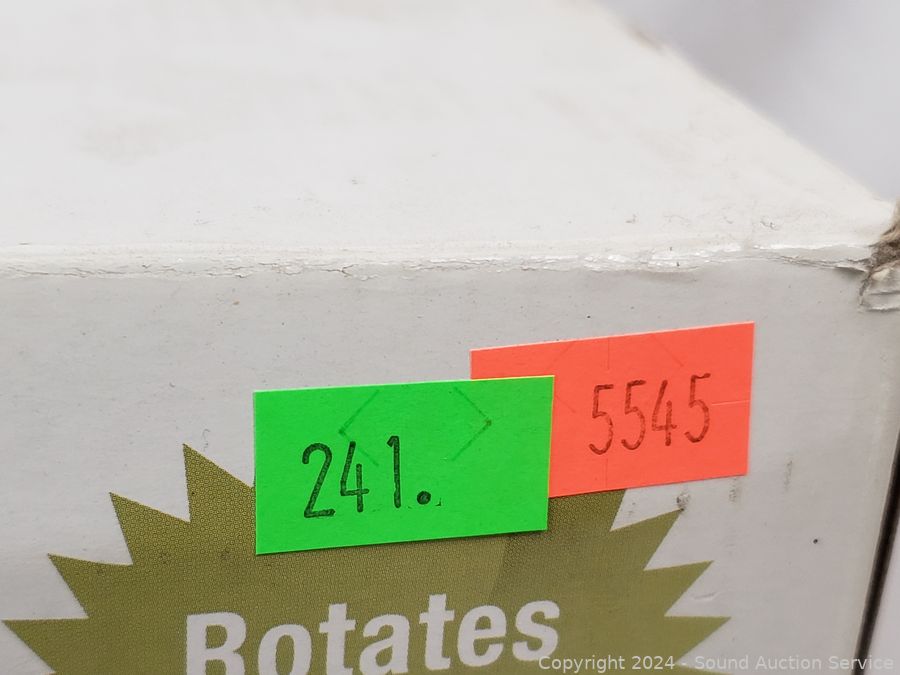 5545
241.
Rotates
Copyright 2024 - Sound Auction Service